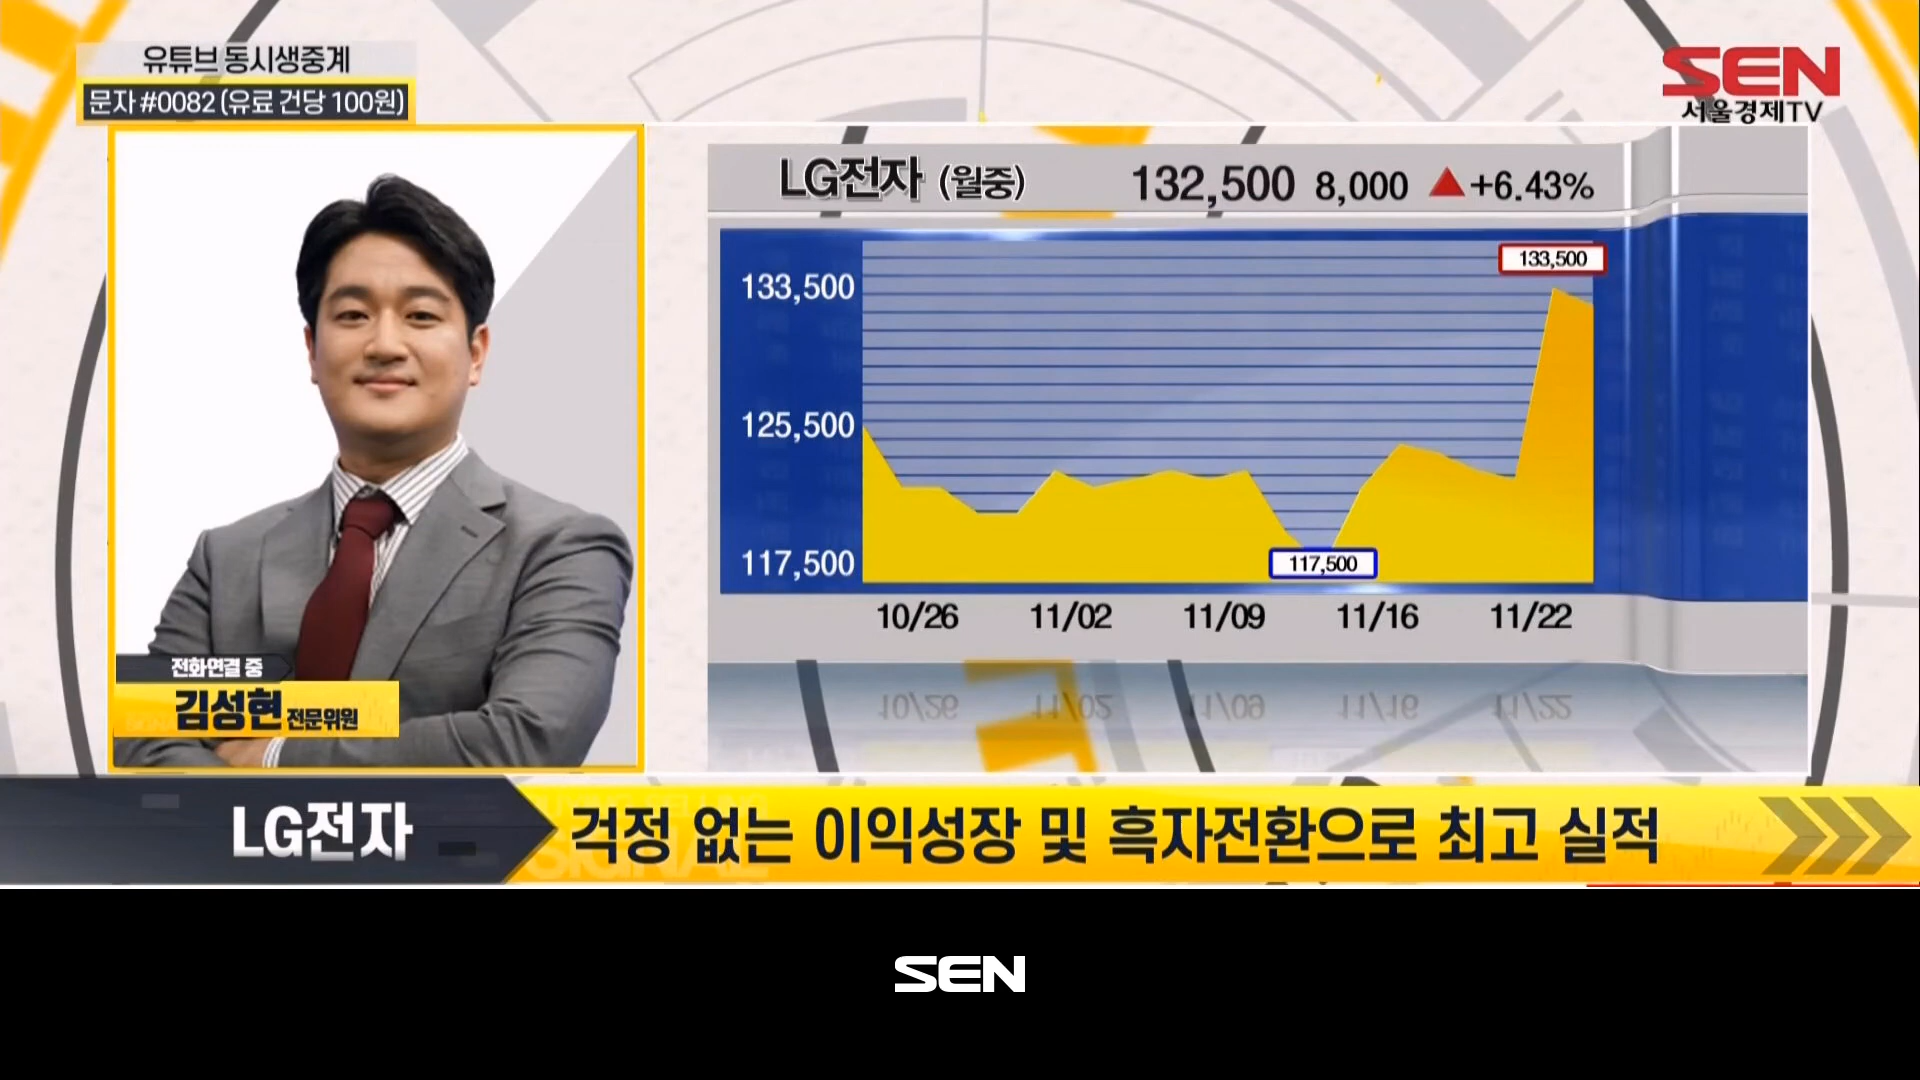 유튜브 동시생중계
문자 #0082 (유료 건당 100원)
SEN
서울경제TV
LG전자 (월중) 132,500 8,000 ▲+6.43%
133,500
133,500
125,500
117,500
117,500
10/26 11/02 11/09 11/16 11/22
전화연결 중
김성현 전문위원
LG전자 걱정 없는 이익성장 및 흑자전환으로 최고 실적
SEN